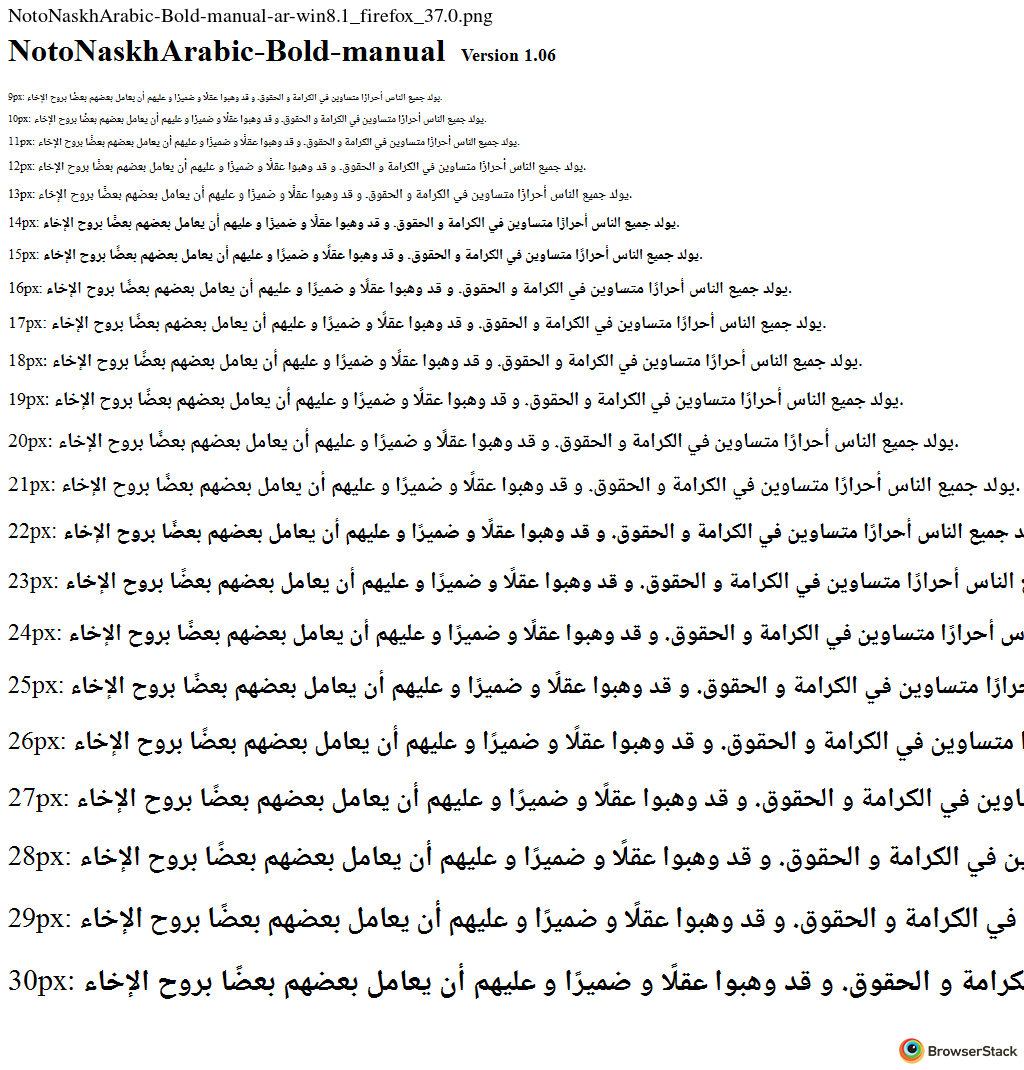 NotoNaskhArabic-Bold-manual-ar-win8.1_firefox_37.0.png
NotoNaskhArabic-Bold-manual Version 1.06
9px: يولد جميع الناس أحرارًا متساوين في الكرامة و الحقوق. و قد وهبوا عقلًا و ضميرًا و عليهم أن يعامل بعضهم بعضًا بروح الإخاء.
10px: يولد جميع الناس أحرارًا متساوين في الكرامة و الحقوق. و قد وهبوا عقلًا و ضميرًا و عليهم أن يعامل بعضهم بعضًا بروح الإخاء.
11px: يولد جميع الناس أحرارًا متساوين في الكرامة و الحقوق. و قد وهبوا عقلًا و ضميرًا و عليهم أن يعامل بعضهم بعضًا بروح الإخاء.
12px: يولد جميع الناس أحرارًا متساوين في الكرامة و الحقوق. و قد وهبوا عقلًا و ضميرًا و عليهم أن يعامل بعضهم بعضًا بروح الإخاء.
13px: يولد جميع الناس أحرارًا متساوين في الكرامة و الحقوق. و قد وهبوا عقلًا و ضميرًا و عليهم أن يعامل بعضهم بعضًا بروح الإخاء.
14px: يولد جميع الناس أحرارًا متساوين في الكرامة و الحقوق. و قد وهبوا عقلًا و ضميرًا و عليهم أن يعامل بعضهم بعضًا بروح الإخاء.
15px: يولد جميع الناس أحرارًا متساوين في الكرامة و الحقوق. و قد وهبوا عقلًا و ضميرًا و عليهم أن يعامل بعضهم بعضًا بروح الإخاء.
16px: يولد جميع الناس أحرارًا متساوين في الكرامة و الحقوق. و قد وهبوا عقلًا و ضميرًا و عليهم أن يعامل بعضهم بعضًا بروح الإخاء.
17px: يولد جميع الناس أحرارًا متساوين في الكرامة و الحقوق. و قد وهبوا عقلًا و ضميرًا و عليهم أن يعامل بعضهم بعضًا بروح الإخاء.
18px: يولد جميع الناس أحرارًا متساوين في الكرامة و الحقوق. و قد وهبوا عقلًا و ضميرًا و عليهم أن يعامل بعضهم بعضًا بروح الإخاء.
19px: يولد جميع الناس أحرارًا متساوين في الكرامة و الحقوق. و قد وهبوا عقلًا و ضميرًا و عليهم أن يعامل بعضهم بعضًا بروح الإخاء.
20px: يولد جميع الناس أحرارًا متساوين في الكرامة و الحقوق. و قد وهبوا عقلًا و ضميرًا و عليهم أن يعامل بعضهم بعضًا بروح الإخاء.
21px: يولد جميع الناس أحرارًا متساوين في الكرامة و الحقوق. و قد وهبوا عقلًا و ضميرًا و عليهم أن يعامل بعضهم بعضًا بروح الإخاء.
22px: جميع الناس أحرارًا متساوين في الكرامة و الحقوق. و قد وهبوا عقلًا و ضميرًا و عليهم أن يعامل بعضهم بعضًا بروح الإخاء
23px: الناس أحرارًا متساوين في الكرامة و الحقوق. و قد وهبوا عقلًا و ضميرًا و عليهم أن يعامل بعضهم بعضًا بروح الإخاء
24px: أحرارًا متساوين في الكرامة و الحقوق. و قد وهبوا عقلًا و ضميرًا و عليهم أن يعامل بعضهم بعضًا بروح الإخاء
25px: متساوين في الكرامة و الحقوق. و قد وهبوا عقلًا و ضميرًا و عليهم أن يعامل بعضهم بعضًا بروح الإخاء
26px: متساوين في الكرامة و الحقوق. و قد وهبوا عقلًا و ضميرًا و عليهم أن يعامل بعضهم بعضًا بروح الإخاء
27px: في الكرامة و الحقوق. و قد وهبوا عقلًا و ضميرًا و عليهم أن يعامل بعضهم بعضًا بروح الإخاء
28px: في الكرامة و الحقوق. و قد وهبوا عقلًا و ضميرًا و عليهم أن يعامل بعضهم بعضًا بروح الإخاء
29px: في الكرامة و الحقوق. و قد وهبوا عقلًا و ضميرًا و عليهم أن يعامل بعضهم بعضًا بروح الإخاء
30px: و الحقوق. و قد وهبوا عقلًا و ضميرًا و عليهم أن يعامل بعضهم بعضًا بروح الإخاء
BrowserStack